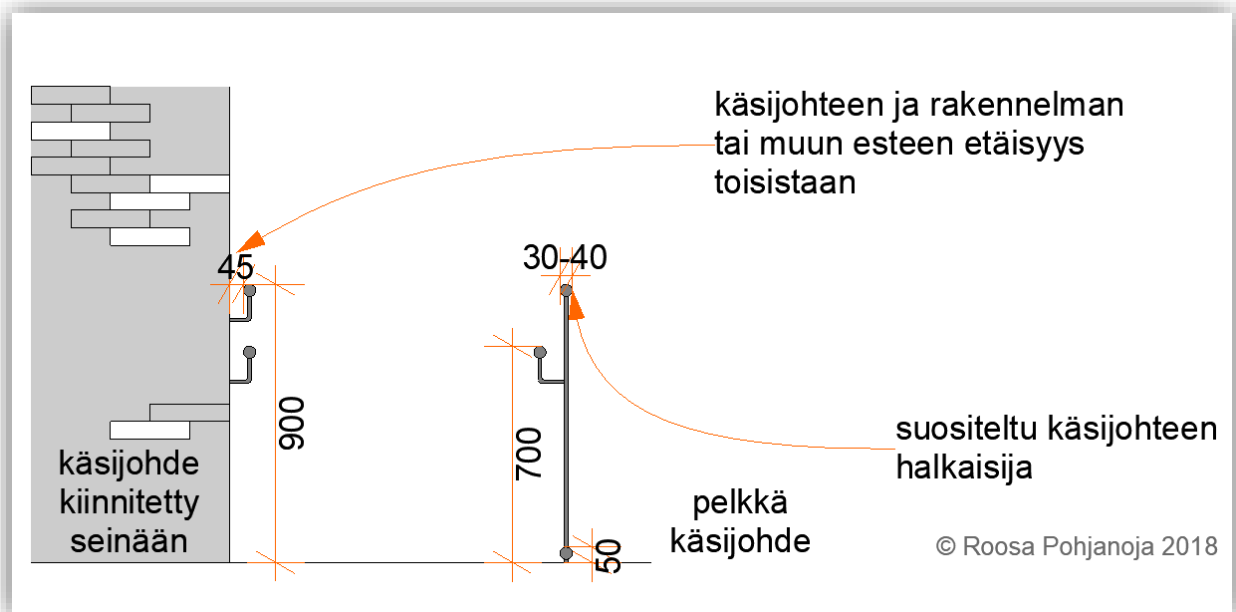 käsijohteen ja rakennelman
tai muun esteen etäisyys
toisistaan
45
30-40
900
700
50
suositeltu käsijohteen
halkaisija
käsijohde
kiinnitetty
seinään
pelkkä
käsijohde
© Roosa Pohjanoja 2018